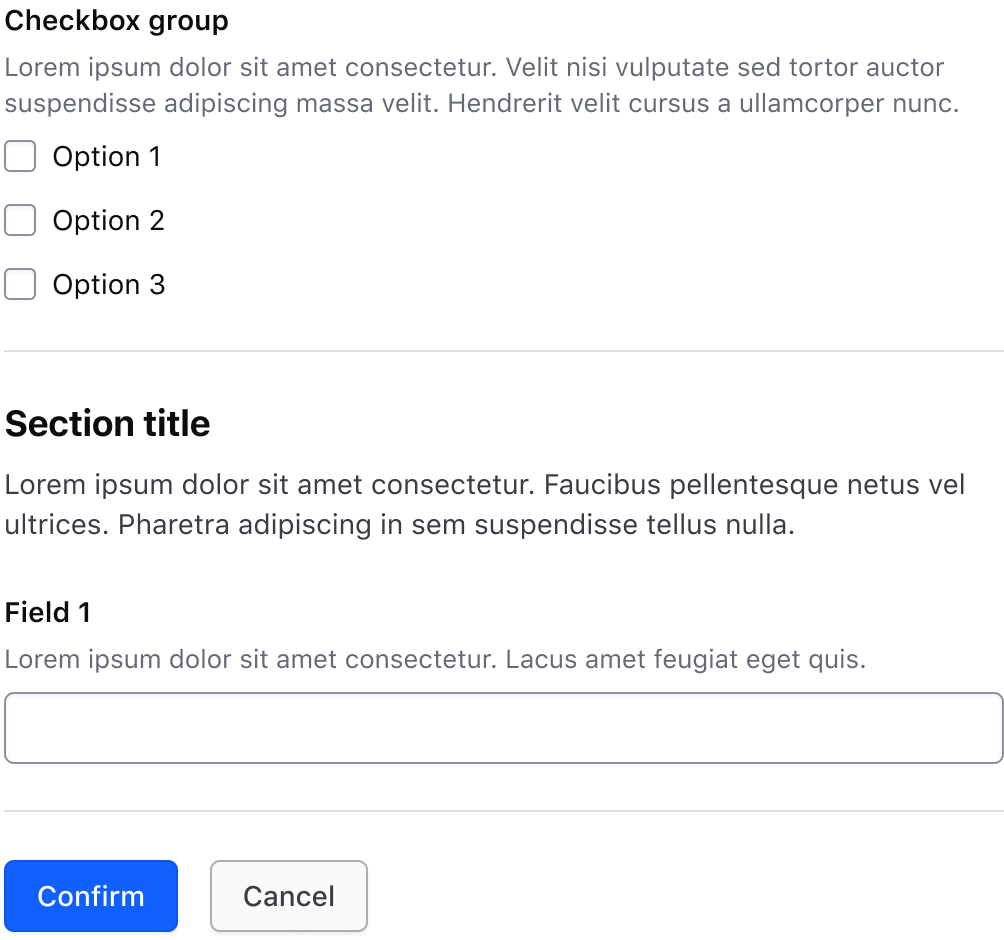 Checkbox group
Lorem ipsum dolor sit amet consectetur. Velit nisi vulputate sed tortor auctor
suspendisse adipiscing massa velit. Hendrerit velit cursus a ullamcorper nunc.
Option 1
Option 2
Option 3
Section title
Lorem ipsum dolor sit amet consectetur. Faucibus pellentesque netus vel
ultrices. Pharetra adipiscing in sem suspendisse tellus nulla.
Field 1
Lorem ipsum dolor sit amet consectetur. Lacus amet feugiat eget quis.
Confirm Cancel